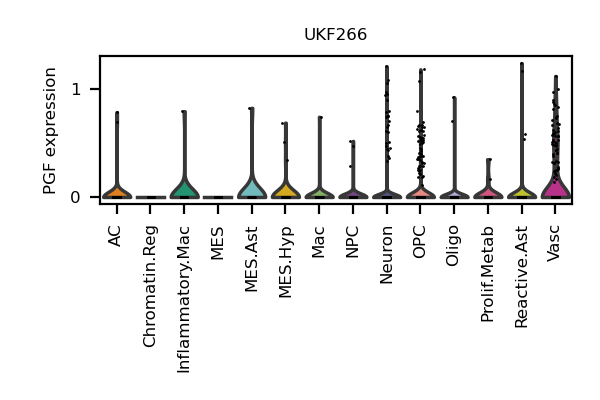 UKF266
PGF expression
1
0
AC
Chromatin.Reg
Inflammatory.Mac
MES
MES.Ast
MES.Hyp
Mac
NPC
Neuron
OPC
Oligo
Prolif.Metab
Reactive.Ast
Vasc